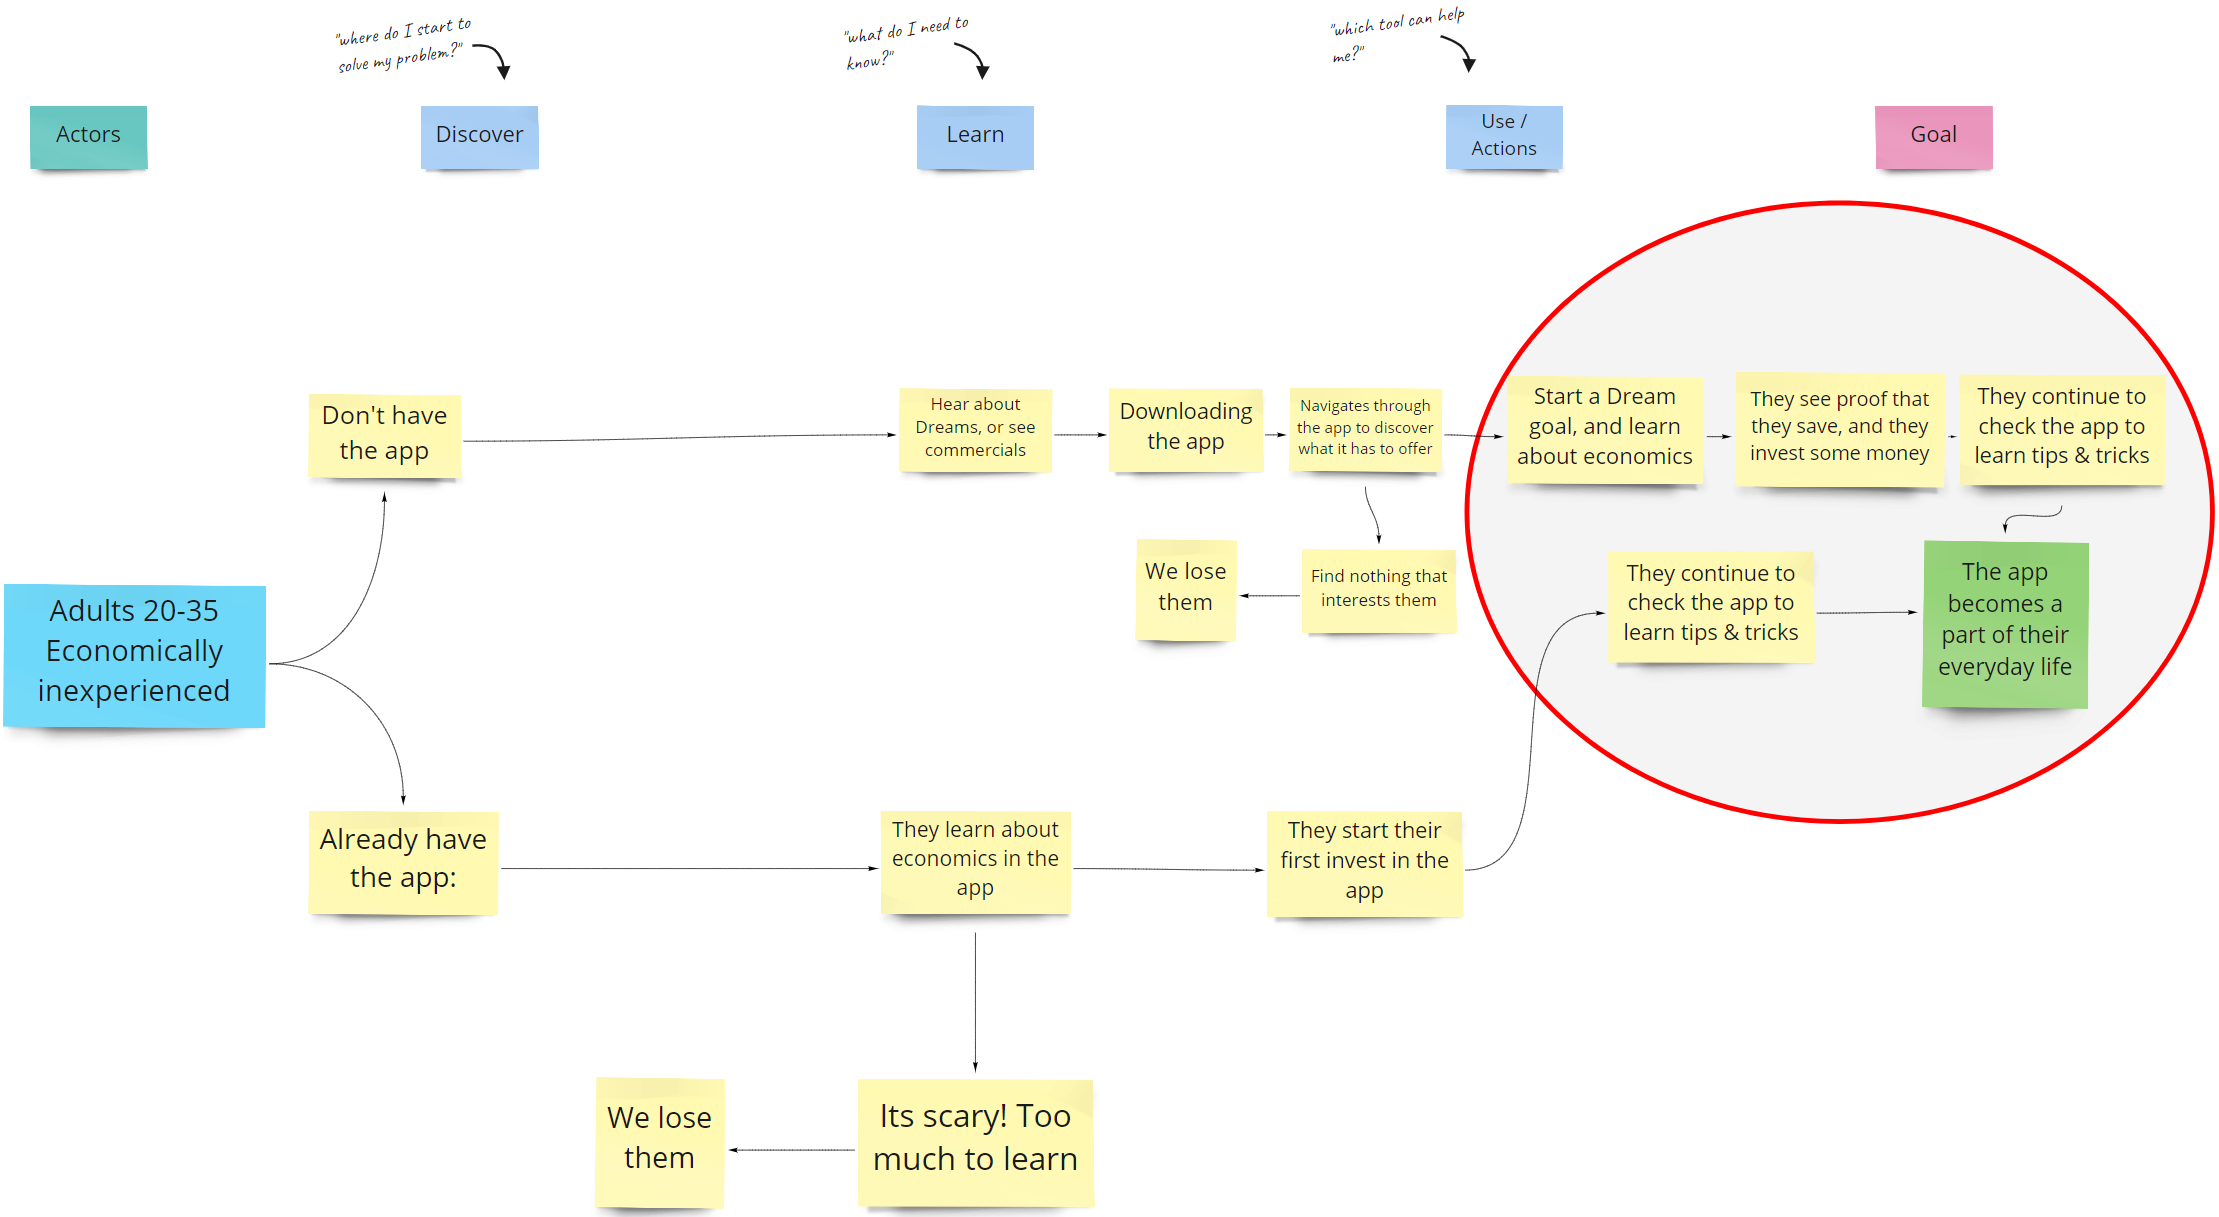 "where do I start to
solve my problem?"
"what do I need to
know?"
"which tool can help
me?"
Actors
Discover
Learn
Use /
Actions
Goal
Don't have
the app
Hear about
Dreams, or see
commercials
Downloading
the app
Navigates through
the app to discover
what it has to offer
Start a Dream
goal, and learn
about economics
They see proof that
they save, and they
invest some money
They continue to
check the app to
learn tips & tricks
We lose
them
Find nothing that
interests them
They continue to
check the app to
learn tips & tricks
The app
becomes a
part of their
everyday life
Adults 20-35
Economically
inexperienced
Already have
the app:
They learn about
economics in the
app
They start their
first invest in the
app
We lose
them
Its scary! Too
much to learn